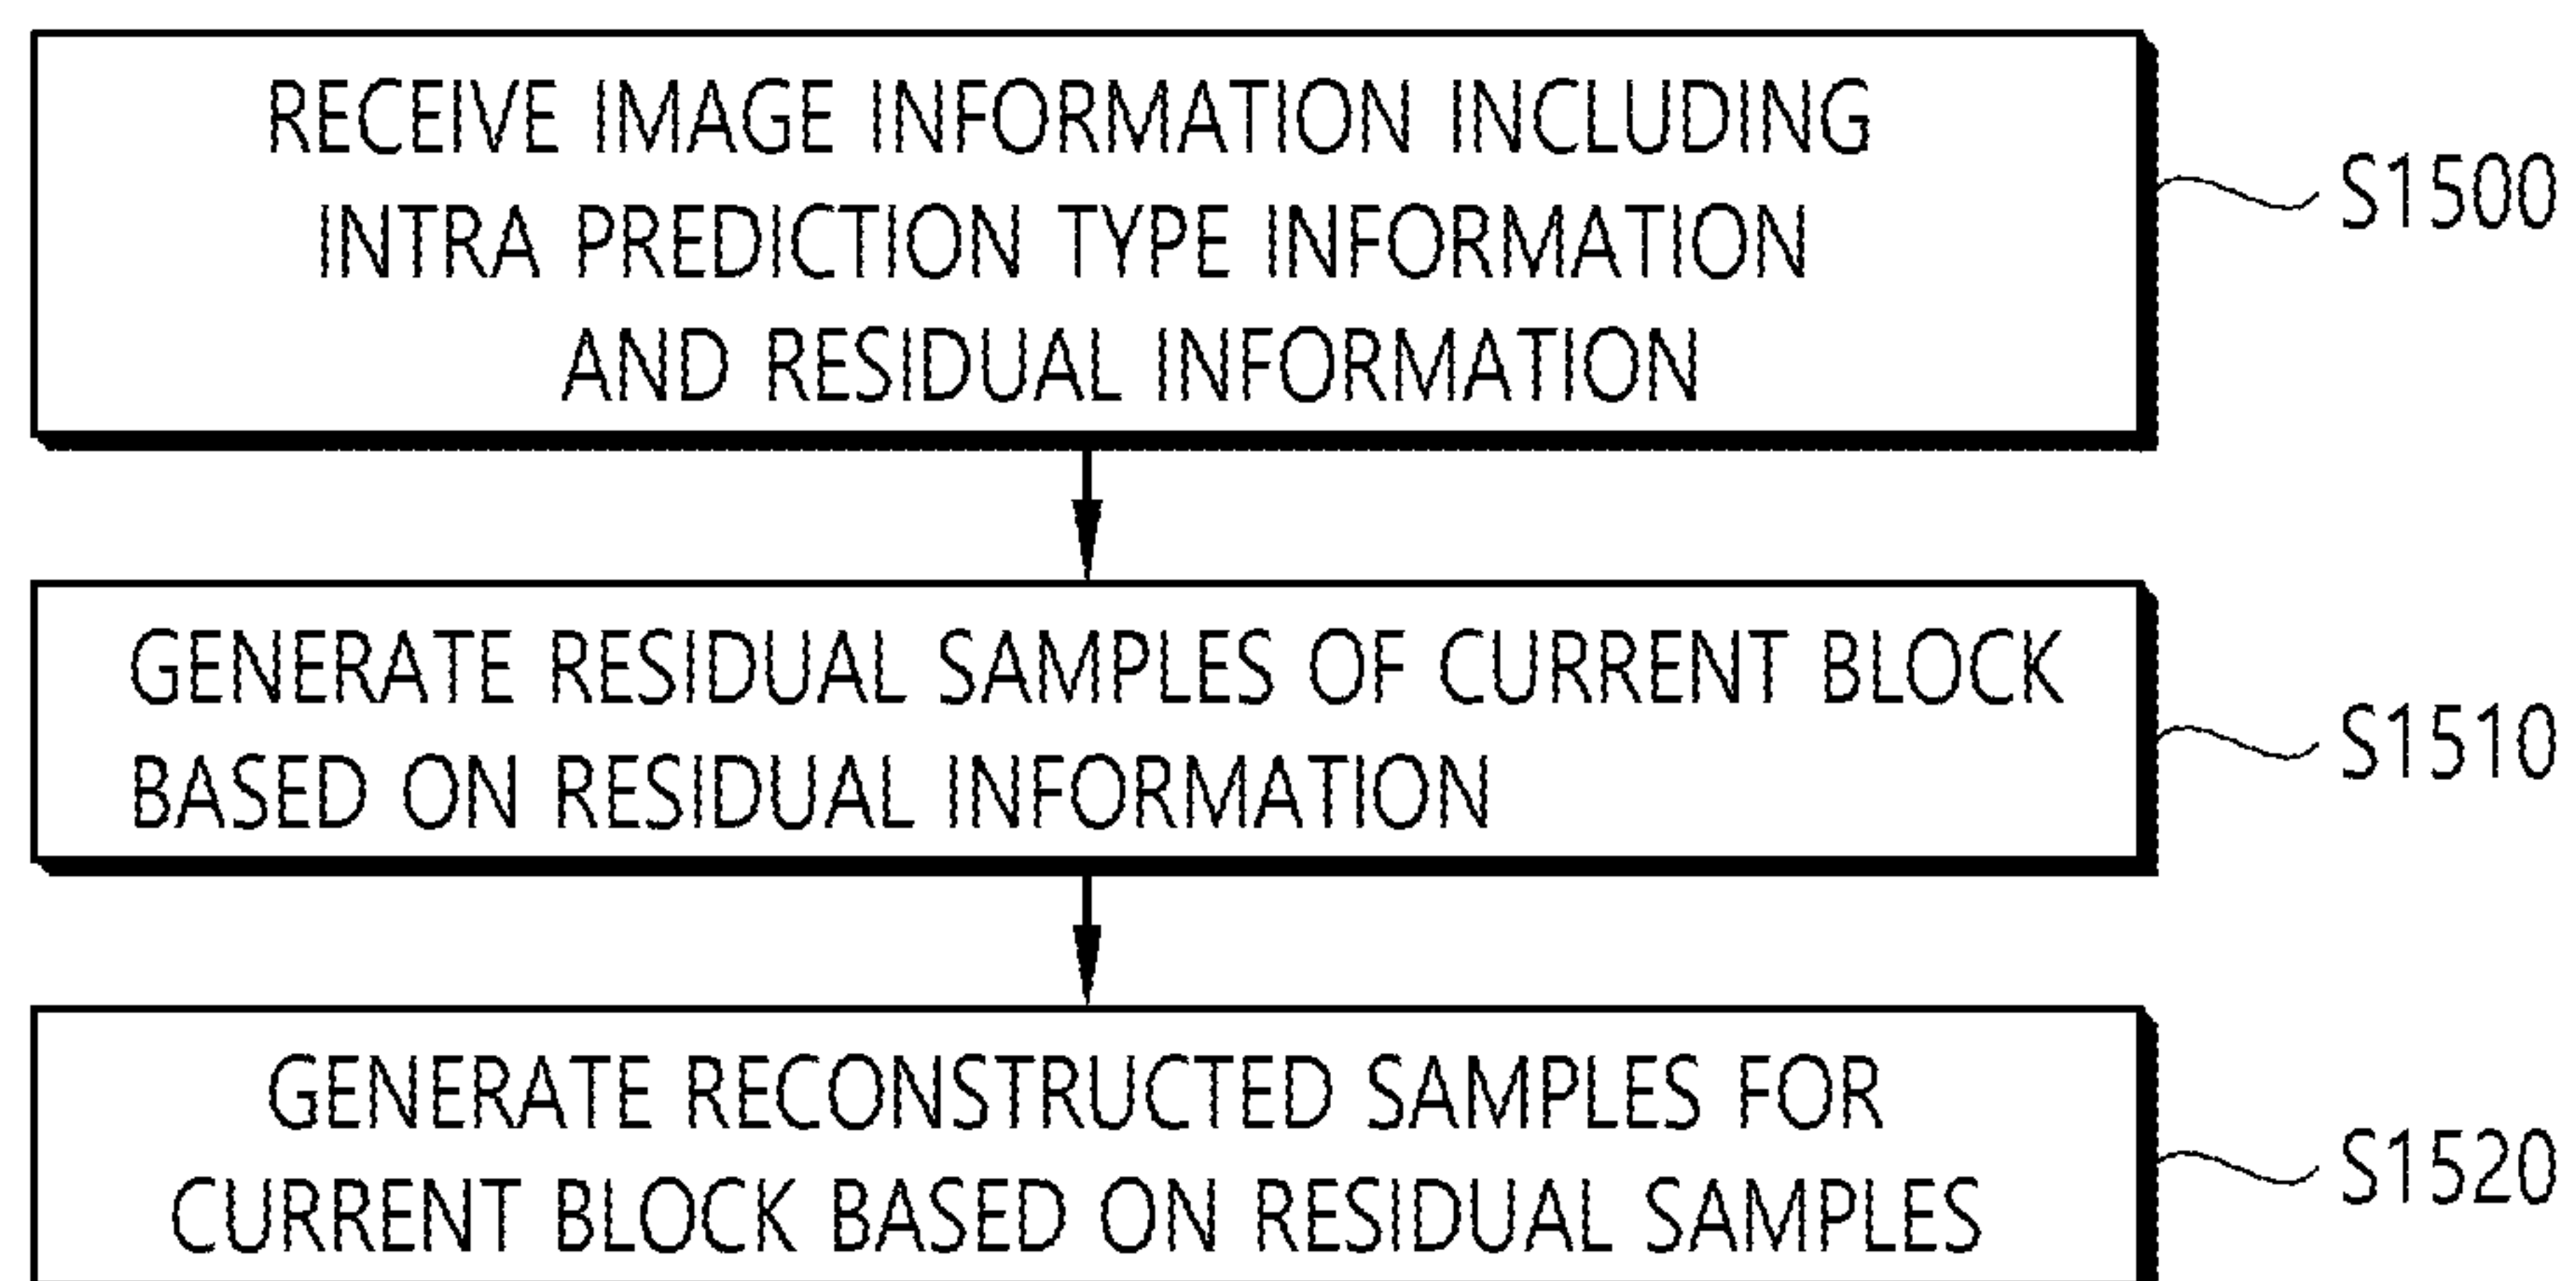 RECEIVE IMAGE INFORMATION INCLUDING
INTRA PREDICTION TYPE INFORMATION
AND RESIDUAL INFORMATION
S1500
GENERATE RESIDUAL SAMPLES OF CURRENT BLOCK
BASED ON RESIDUAL INFORMATION
S1510
GENERATE RECONSTRUCTED SAMPLES FOR
CURRENT BLOCK BASED ON RESIDUAL SAMPLES
S1520